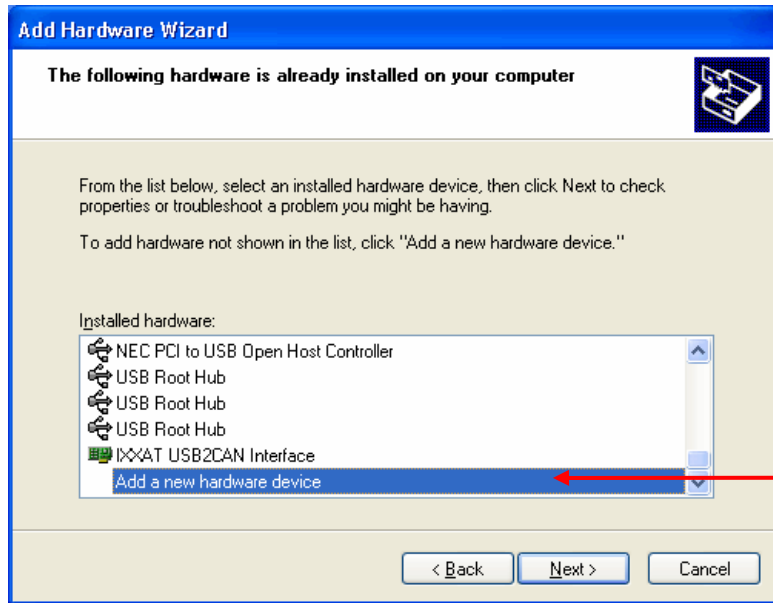 Add Hardware Wizard
The following hardware is already installed on your computer
From the list below, select an installed hardware device, then click Next to check
properties or troubleshoot a problem you might be having.
To add hardware not shown in the list, click "Add a new hardware device."
Installed hardware:
NEC PCI to USB Open Host Controller
USB Root Hub
USB Root Hub
USB Root Hub
IXXAT USB2CAN Interface
Add a new hardware device
< Back Next > Cancel